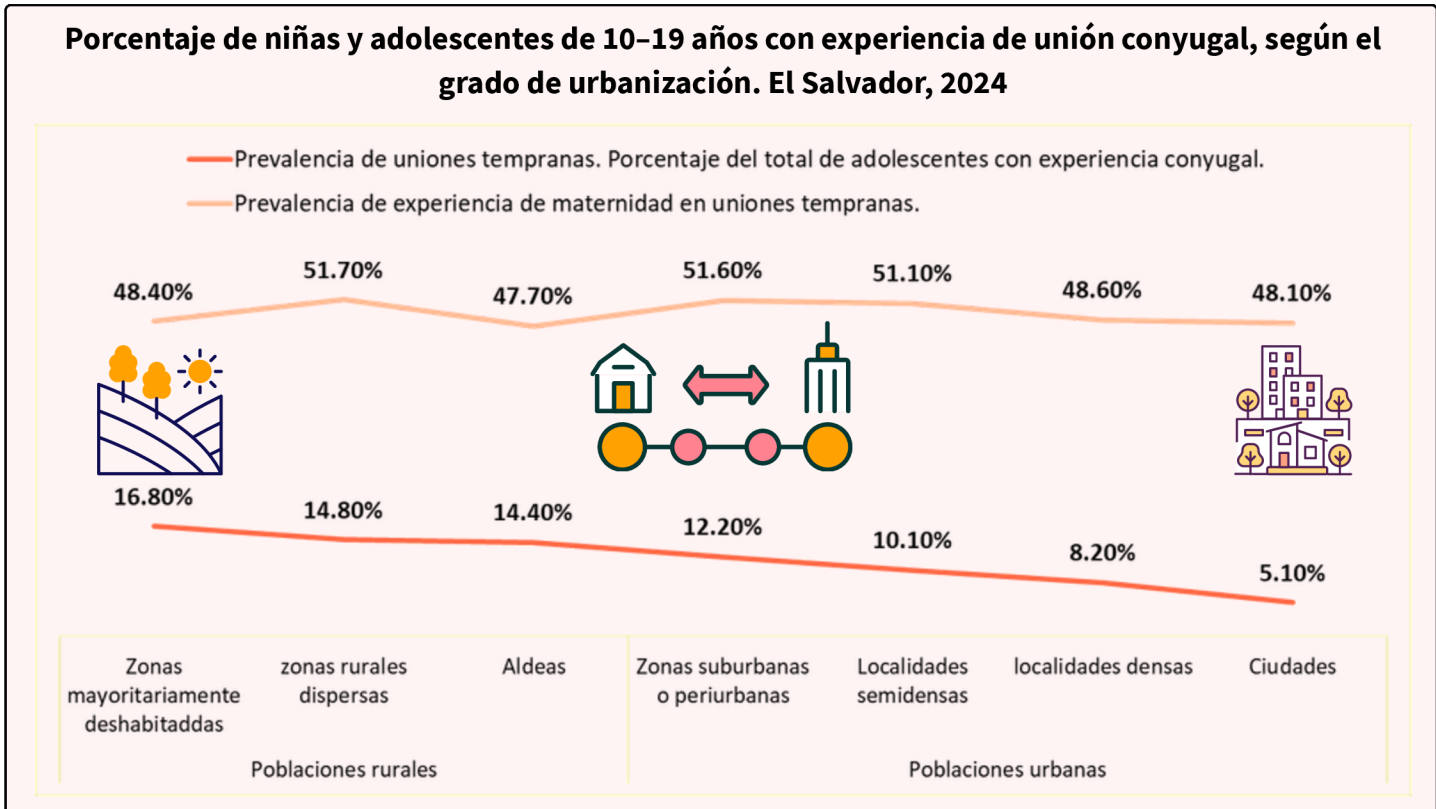 Porcentaje de niñas y adolescentes de 10–19 años con experiencia de unión conyugal, según el
grado de urbanización. El Salvador, 2024
Prevalencia de uniones tempranas. Porcentaje del total de adolescentes con experiencia conyugal.
Prevalencia de experiencia de maternidad en uniones tempranas.
48.40%
51.70%
47.70%
51.60%
51.10%
48.60%
48.10%
16.80%
14.80%
14.40%
12.20%
10.10%
8.20%
5.10%
Zonas
mayoritariamente
deshabitaddas
zonas rurales
dispersas
Aldeas
Zonas suburbanas
o periurbanas
Localidades
semidensas
localidades densas
Ciudades
Poblaciones rurales
Poblaciones urbanas